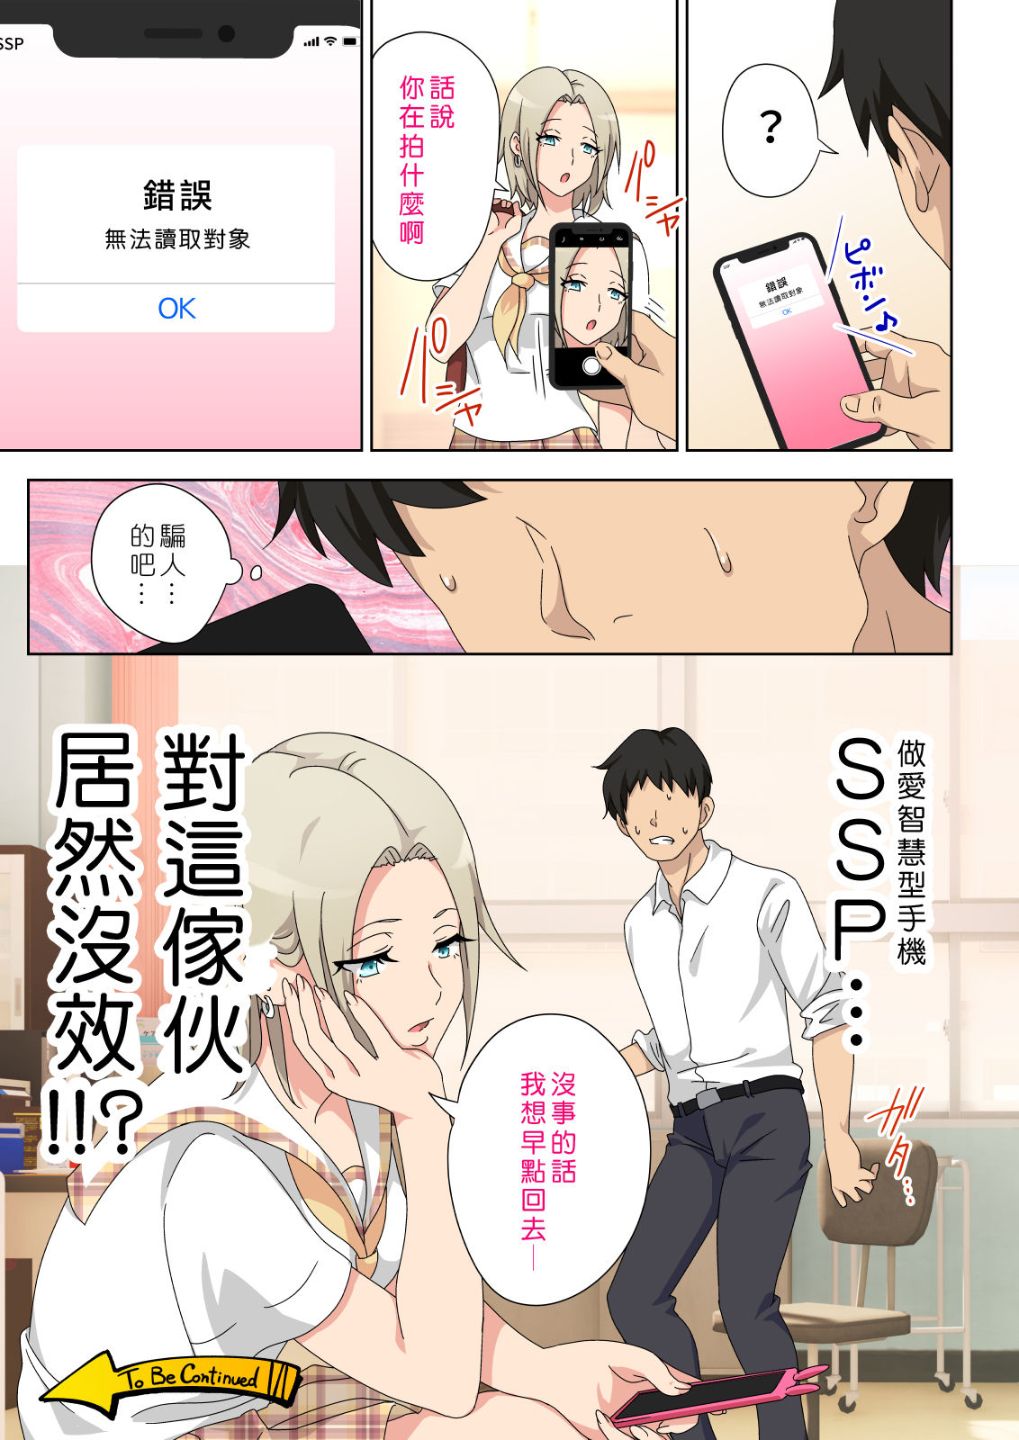 ？
錯誤
無法讀取對象
OK
ピボン♪
話說
你在拍什麼啊
パシャ
パシャ
SSP
錯誤
無法讀取對象
OK
騙人⋯
的吧⋯
做愛智慧型手機
SSP⋯⋯
ガタ⋯
對這傢伙
居然沒效!!?
沒事的話
我想早點回去—
To Be Continued